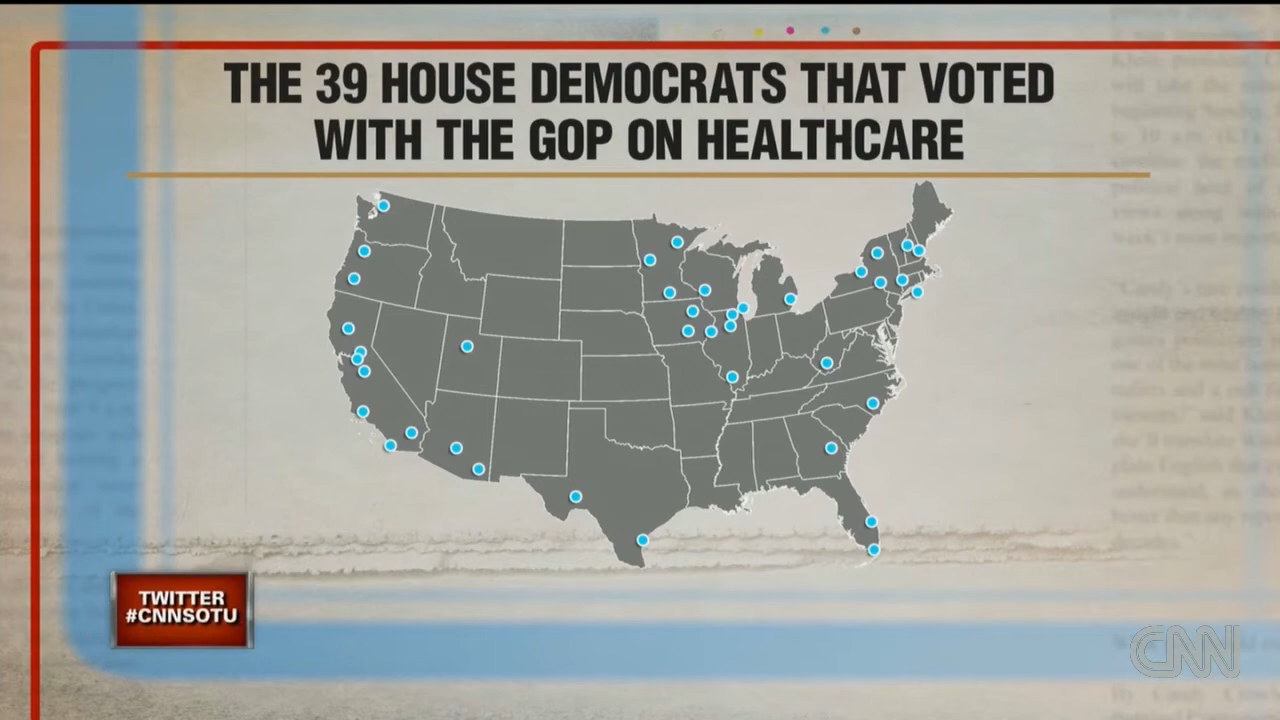 THE 39 HOUSE DEMOCRATS THAT VOTED
WITH THE GOP ON HEALTHCARE
TWITTER
#CNNSOTU
CNN